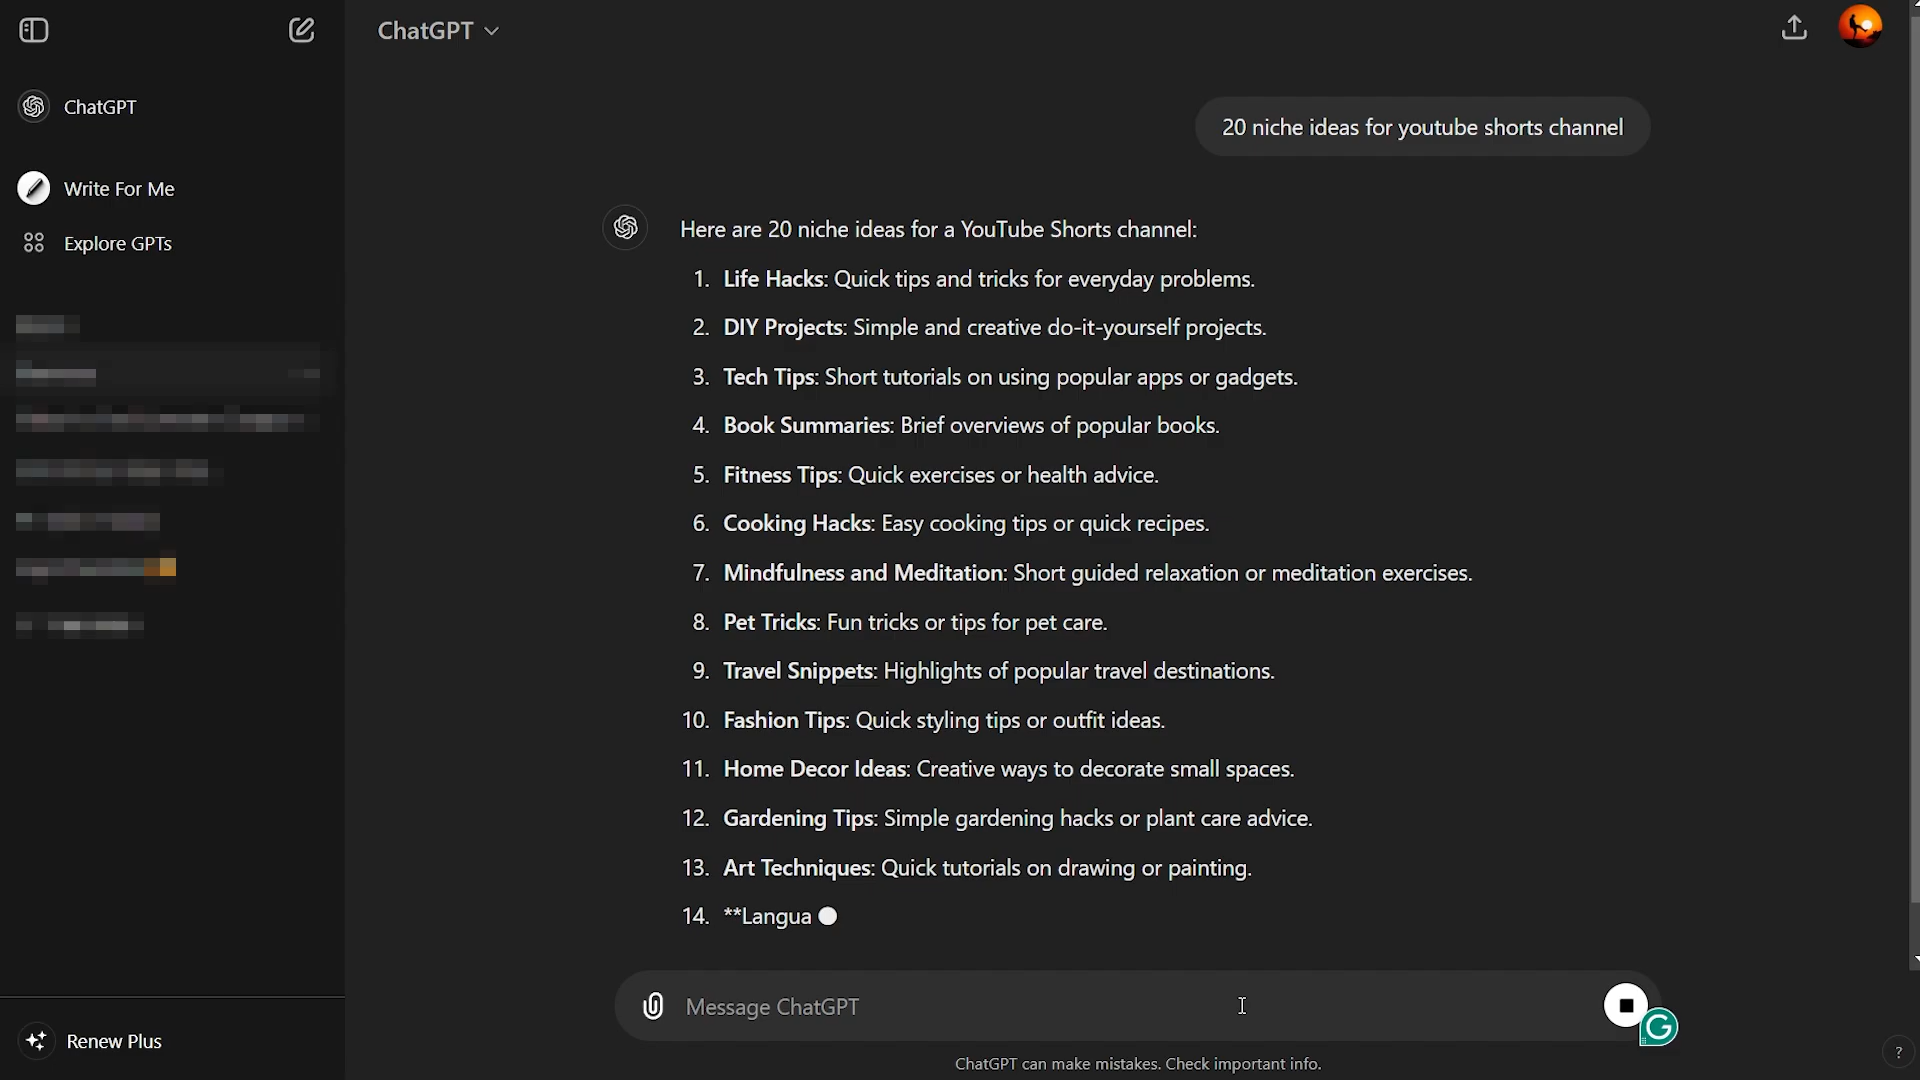 ChatGPT
ChatGPT
Write For Me
Explore GPTs
20 niche ideas for youtube shorts channel
Here are 20 niche ideas for a YouTube Shorts channel:
1. Life Hacks: Quick tips and tricks for everyday problems.
2. DIY Projects: Simple and creative do-it-yourself projects.
3. Tech Tips: Short tutorials on using popular apps or gadgets.
4. Book Summaries: Brief overviews of popular books.
5. Fitness Tips: Quick exercises or health advice.
6. Cooking Hacks: Easy cooking tips or quick recipes.
7. Mindfulness and Meditation: Short guided relaxation or meditation exercises.
8. Pet Tricks: Fun tricks or tips for pet care.
9. Travel Snippets: Highlights of popular travel destinations.
10. Fashion Tips: Quick styling tips or outfit ideas.
11. Home Decor Ideas: Creative ways to decorate small spaces.
12. Gardening Tips: Simple gardening hacks or plant care advice.
13. Art Techniques: Quick tutorials on drawing or painting.
14. **Langua
Message ChatGPT
Renew Plus
ChatGPT can make mistakes. Check important info.
?